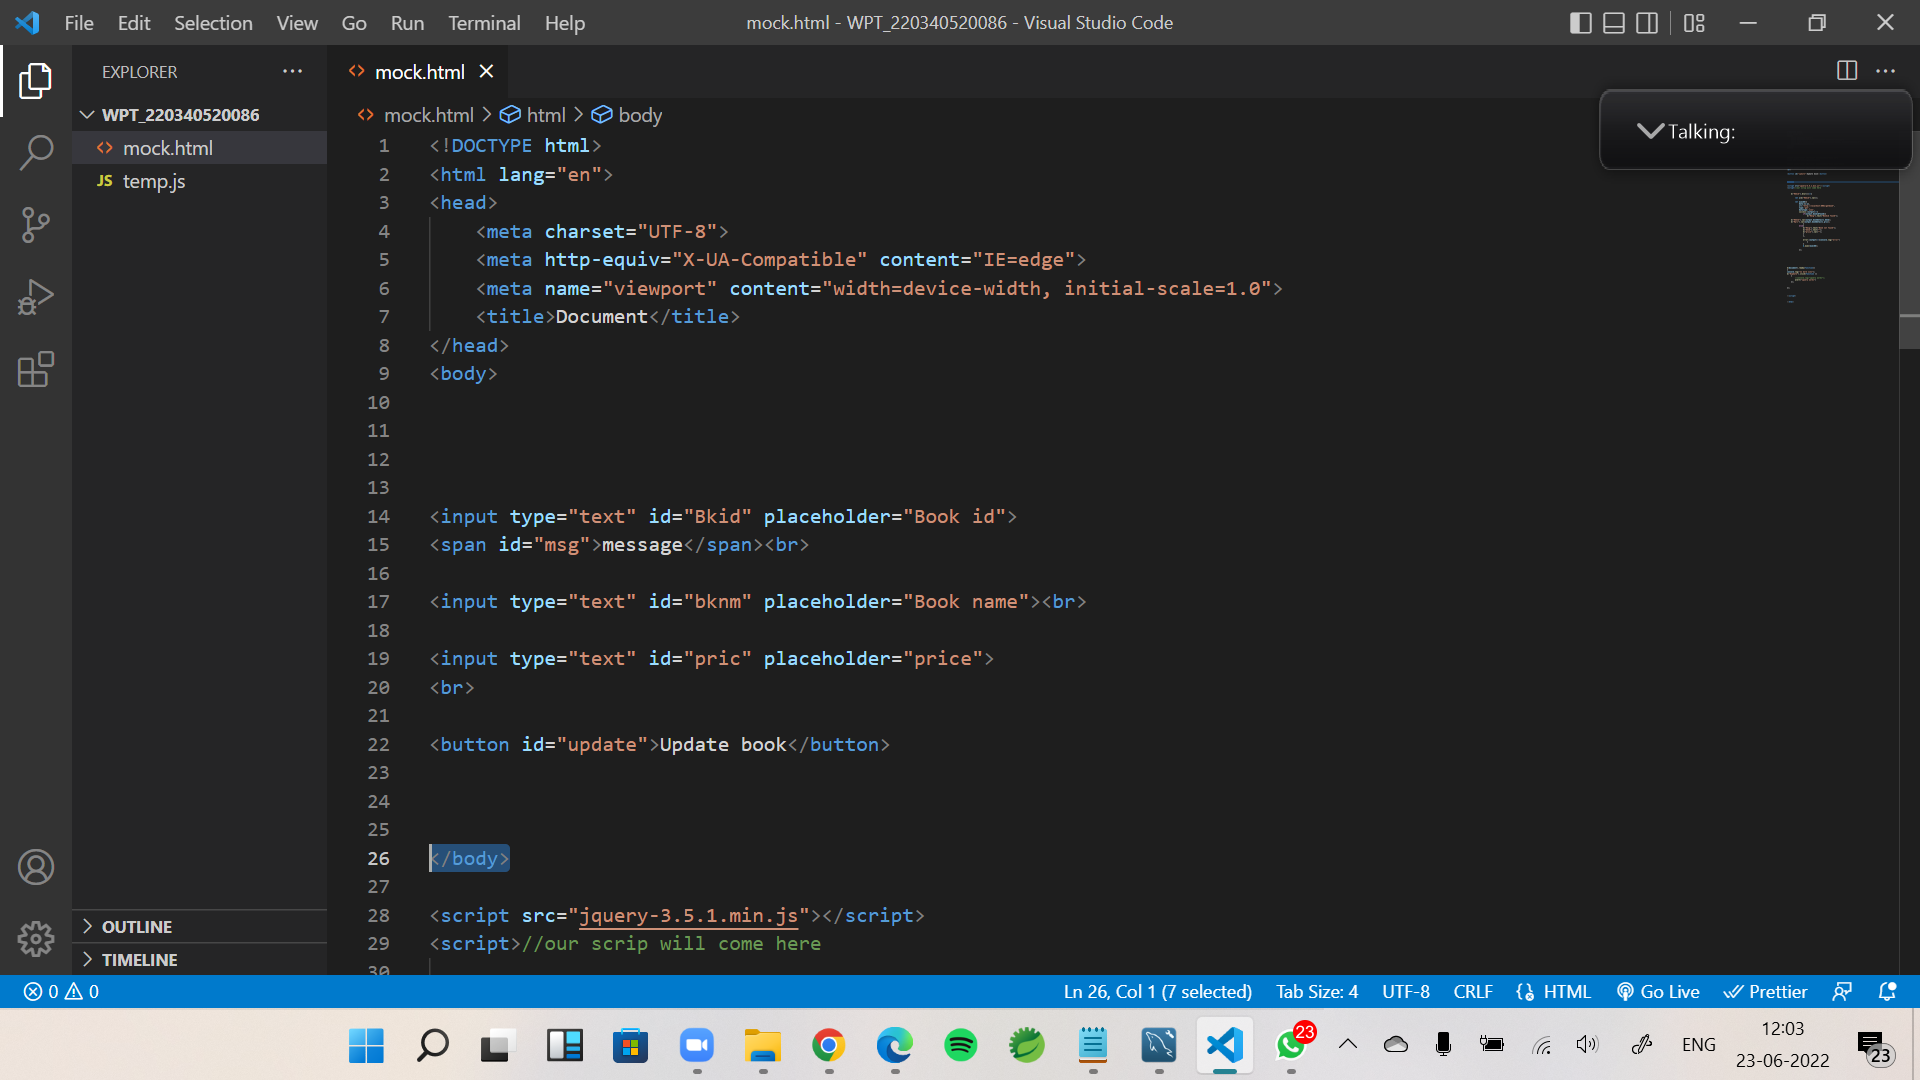 File Edit Selection View Go Run Terminal Help
mock.html - WPT_220340520086 - Visual Studio Code
EXPLORER
WPT_220340520086
mock.html
JS temp.js
OUTLINE
TIMELINE
mock.html
mock.html > html > body
Talking:
1 <!DOCTYPE html>
2 <html lang="en">
3 <head>
4 <meta charset="UTF-8">
5 <meta http-equiv="X-UA-Compatible" content="IE=edge">
6 <meta name="viewport" content="width=device-width, initial-scale=1.0">
7 <title>Document</title>
8 </head>
9 <body>
10
11
12
13
14 <input type="text" id="Bkid" placeholder="Book id">
15 <span id="msg">message</span><br>
16
17 <input type="text" id="bknm" placeholder="Book name"><br>
18
19 <input type="text" id="pric" placeholder="price">
20 <br>
21
22 <button id="update">Update book</button>
23
24
25
26 </body>
27
28 <script src="jquery-3.5.1.min.js"></script>
29 <script>//our scrip will come here
30
0 0
Ln 26, Col 1 (7 selected) Tab Size: 4 UTF-8 CRLF HTML Go Live Prettier
23
ENG
12:03
23-06-2022
23